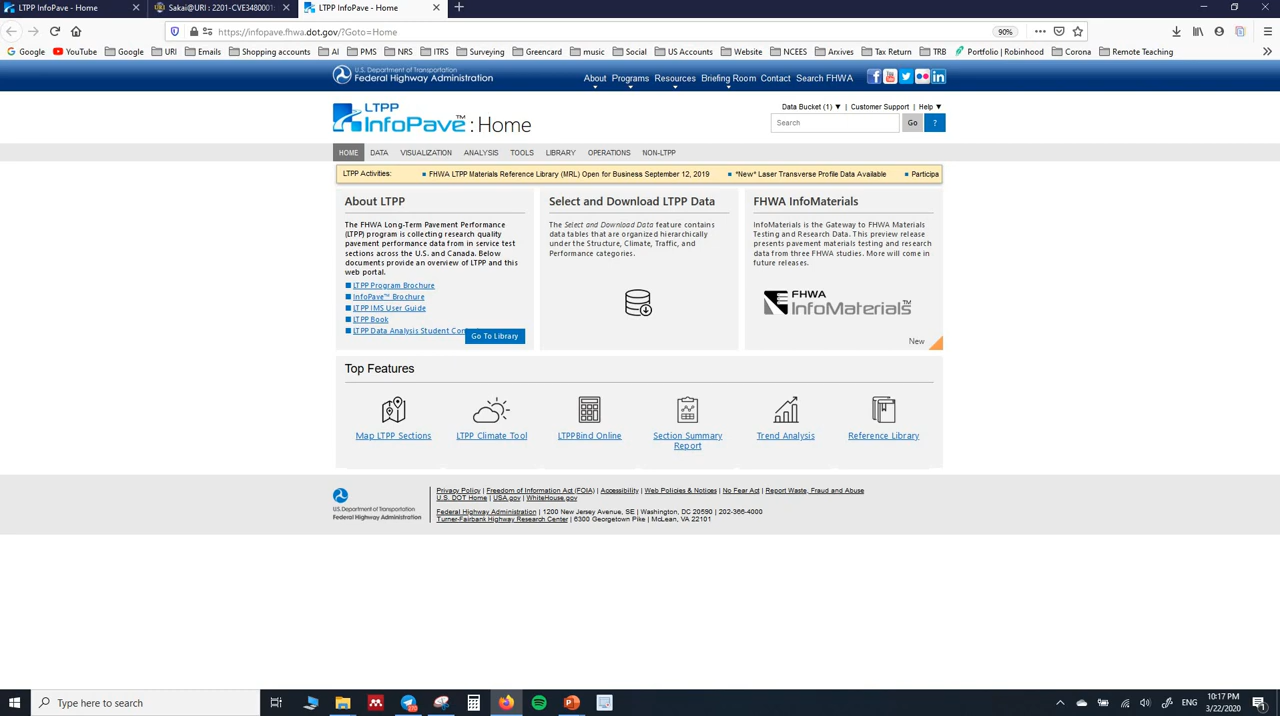 LTPP InfoPave - Home
Sakai@URI : 2201-CVE3480001:
LTPP InfoPave - Home
https://infopave.fhwa.dot.gov/?Goto=Home
90%
Google
YouTube
Google
URI
Emails
Shopping accounts
AI
PMS
NRS
ITRS
Surveying
Greencard
music
Social
US Accounts
Website
NCEES
Arxives
Tax Return
TRB
Portfolio | Robinhood
Corona
Remote Teaching
U.S. Department of Transportation
Federal Highway Administration
About Programs Resources Briefing Room Contact Search FHWA
LTPP
InfoPave™ : Home
Data Bucket (1) ▼ | Customer Support | Help ▼
Search
Go
?
HOME DATA VISUALIZATION ANALYSIS TOOLS LIBRARY OPERATIONS NON-LTPP
LTPP Activities: FHWA LTPP Materials Reference Library (MRL) Open for Business September 12, 2019 *New* Laser Transverse Profile Data Available Participa
About LTPP
The FHWA Long-Term Pavement Performance
(LTPP) program is collecting research quality
pavement performance data from in service test
sections across the U.S. and Canada. Below
documents provide an overview of LTPP and this
web portal.
LTPP Program Brochure
InfoPave™ Brochure
LTPP IMS User Guide
LTPP Book
LTPP Data Analysis Student Con
Go To Library
Select and Download LTPP Data
The Select and Download Data feature contains
data tables that are organized hierarchically
under the Structure, Climate, Traffic, and
Performance categories.
FHWA InfoMaterials
InfoMaterials is the Gateway to FHWA Materials
Testing and Research Data. This preview release
presents pavement materials testing and research
data from three FHWA studies. More will come in
future releases.
FHWA
InfoMaterials™
New
Top Features
Map LTPP Sections
LTPP Climate Tool
LTPPBind Online
Section Summary
Report
Trend Analysis
Reference Library
U.S. Department of Transportation
Federal Highway Administration
Privacy Policy | Freedom of Information Act (FOIA) | Accessibility | Web Policies & Notices | No Fear Act | Report Waste, Fraud and Abuse
U.S. DOT Home | USA.gov | WhiteHouse.gov
Federal Highway Administration | 1200 New Jersey Avenue, SE | Washington, DC 20590 | 202-366-4000
Turner-Fairbank Highway Research Center | 6300 Georgetown Pike | McLean, VA 22101
Type here to search
ENG
10:17 PM
3/22/2020